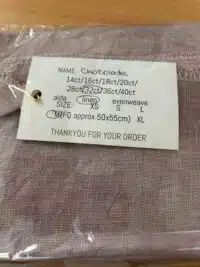 NAME:
14ct/16ct/18ct/20ct/
28ct/32ct/36ct/40ct
aida linen evenweave
SIZE: XS S L
(FQ approx 50x55cm) XL
THANKYOU FOR YOUR ORDER